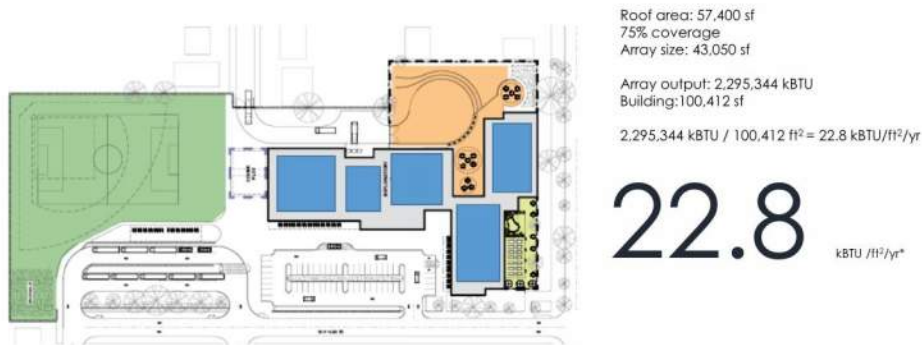 Roof area: 57,400 sf
75% coverage
Array size: 43,050 sf
Array output: 2,295,344 kBTU
Building:100,412 sf
2,295,344 kBTU / 100,412 ft² = 22.8 kBTU/ft²/yr
22.8 kBTU /ft²/yr*